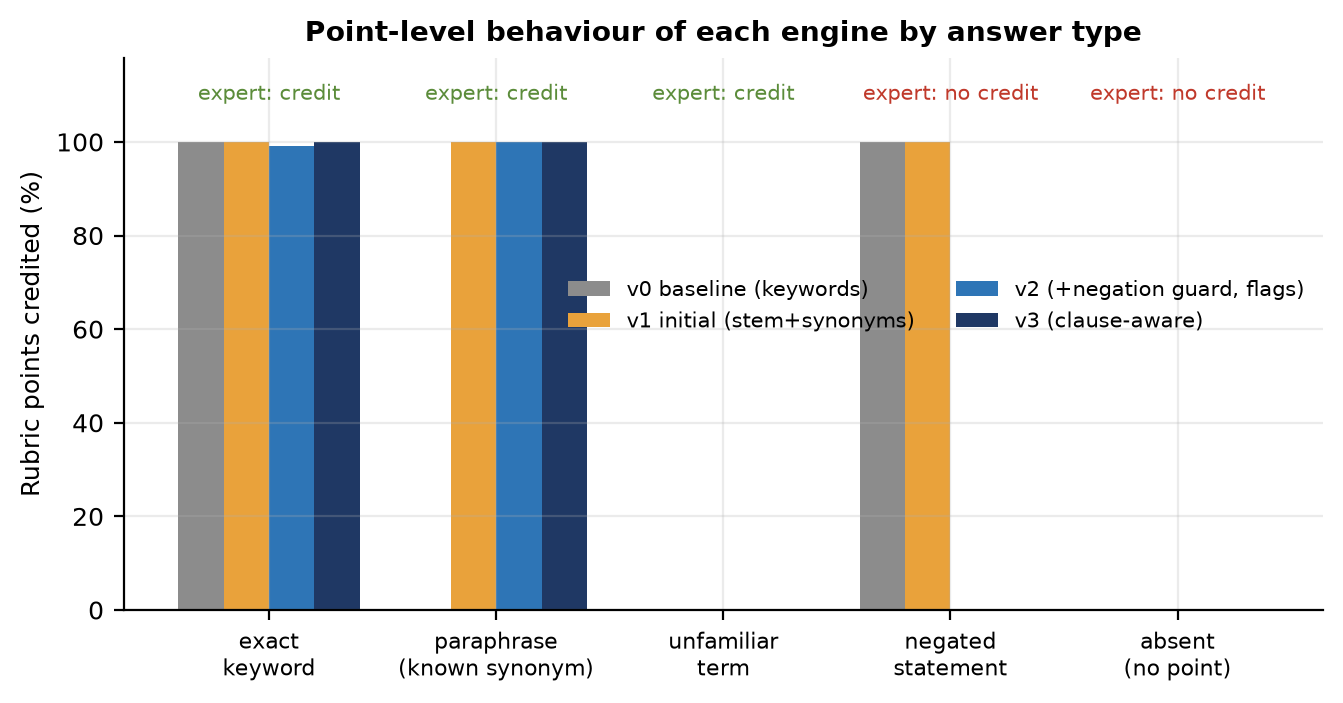 Point-level behaviour of each engine by answer type
expert: credit
expert: credit
expert: credit
expert: no credit
expert: no credit
Rubric points credited (%)
100
80
60
40
20
0
v0 baseline (keywords)
v1 initial (stem+synonyms)
v2 (+negation guard, flags)
v3 (clause-aware)
exact
keyword
paraphrase
(known synonym)
unfamiliar
term
negated
statement
absent
(no point)